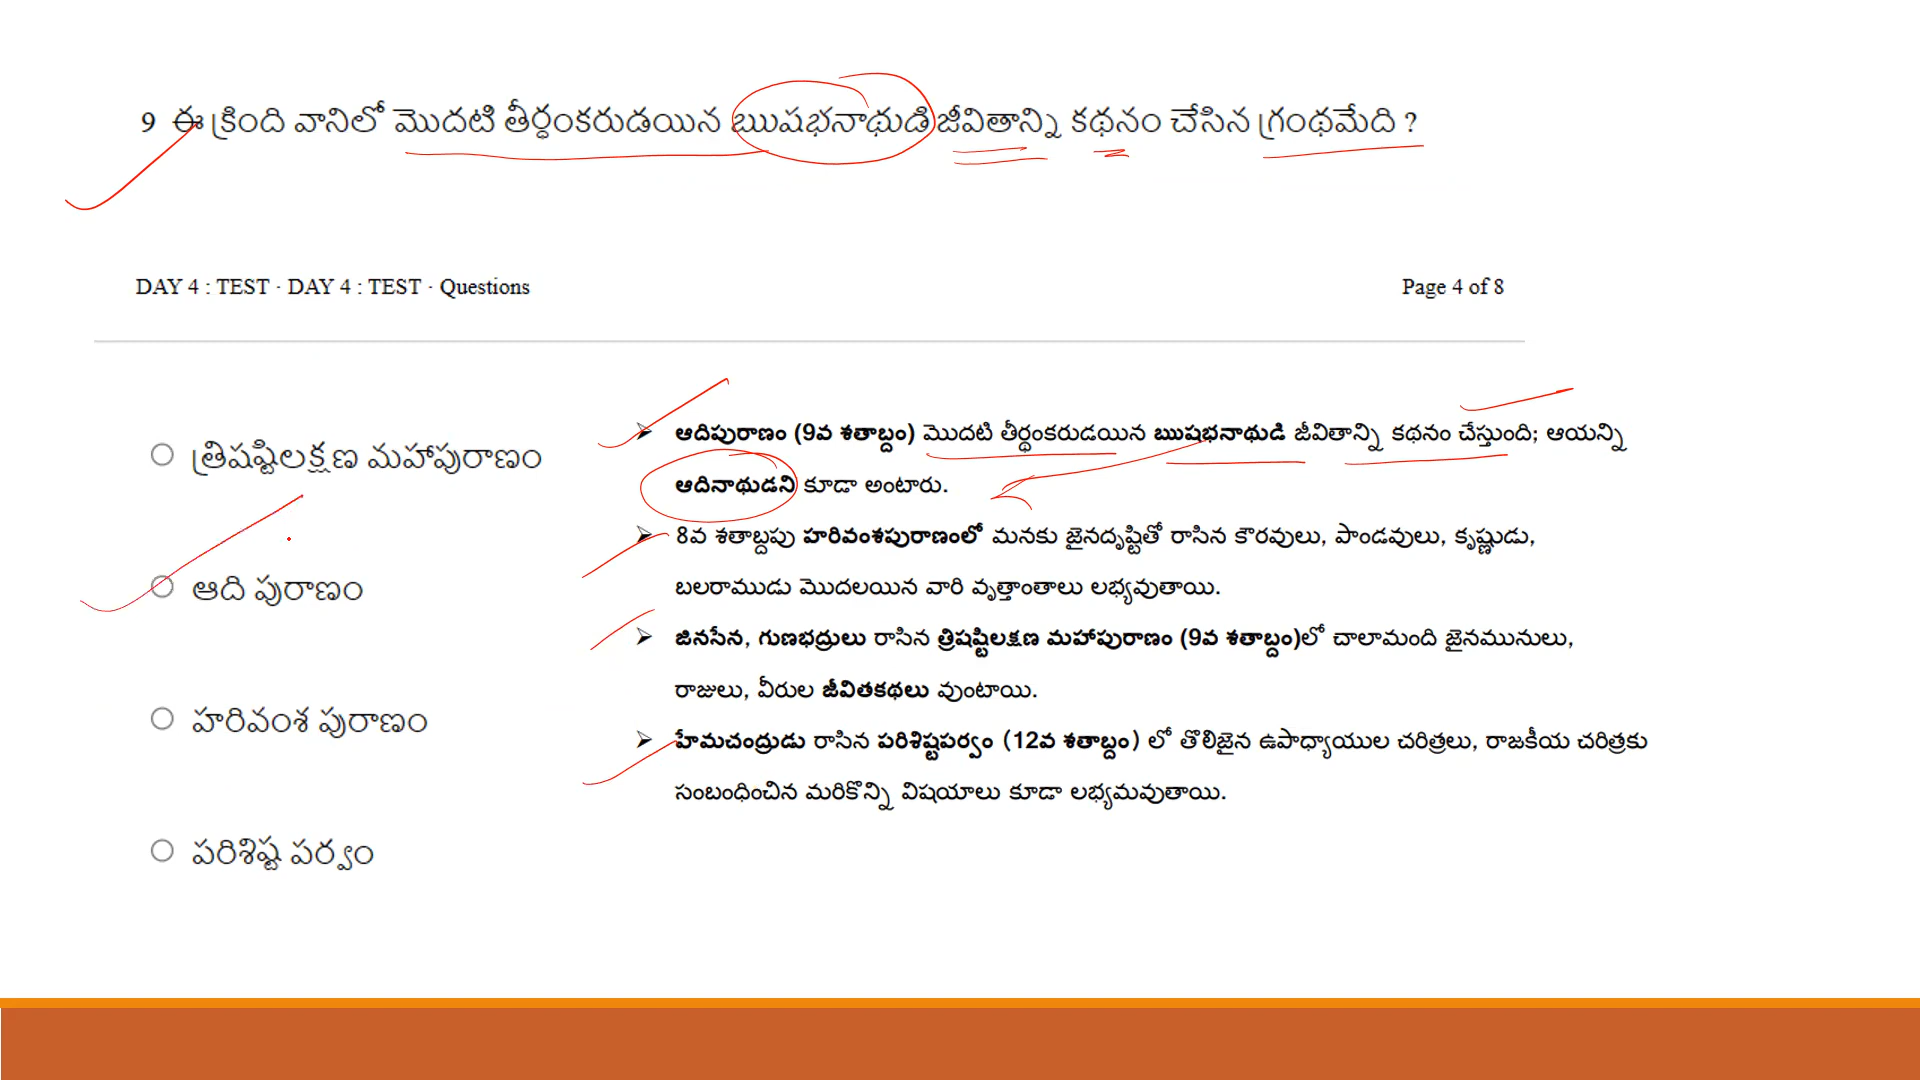 9 ఈ క్రింది వానిలో మొదటి తీర్ధంకరుడయిన ఋషభనాథుడి జీవితాన్ని కథనం చేసిన గ్రంథమేది ?
DAY 4 : TEST · DAY 4 : TEST · Questions
Page 4 of 8
త్రిషష్టిలక్షణ మహాపురాణం
ఆది పురాణం
హరివంశ పురాణం
పరిశిష్ట పర్వం
➢ ఆదిపురాణం (9వ శతాబ్దం) మొదటి తీర్థంకరుడయిన ఋషభనాథుడి జీవితాన్ని కథనం చేస్తుంది; ఆయన్ని
ఆదినాథుడని కూడా అంటారు.
➢ 8వ శతాబ్దపు హరివంశపురాణంలో మనకు జైనదృష్టితో రాసిన కౌరవులు, పాండవులు, కృష్ణుడు,
బలరాముడు మొదలయిన వారి వృత్తాంతాలు లభ్యవుతాయి.
➢ జినసేన, గుణభద్రులు రాసిన త్రిషష్టిలక్షణ మహాపురాణం (9వ శతాబ్దం)లో చాలామంది జైనమునులు,
రాజులు, వీరుల జీవితకథలు వుంటాయి.
➢ హేమచంద్రుడు రాసిన పరిశిష్టపర్వం (12వ శతాబ్దం) లో తొలిజైన ఉపాధ్యాయుల చరిత్రలు, రాజకీయ చరిత్రకు
సంబంధించిన మరికొన్ని విషయాలు కూడా లభ్యమవుతాయి.